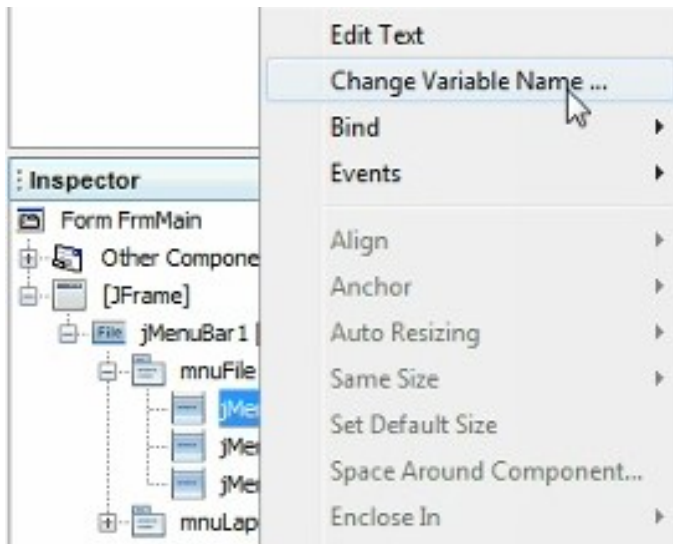 Edit Text
Change Variable Name ...
Bind
Events
Align
Anchor
Auto Resizing
Same Size
Set Default Size
Space Around Component...
Enclose In
Inspector
Form FrmMain
Other Compone
[JFrame]
File jMenuBar1 [
mnuFile
jMe
jMe
jMe
mnuLap